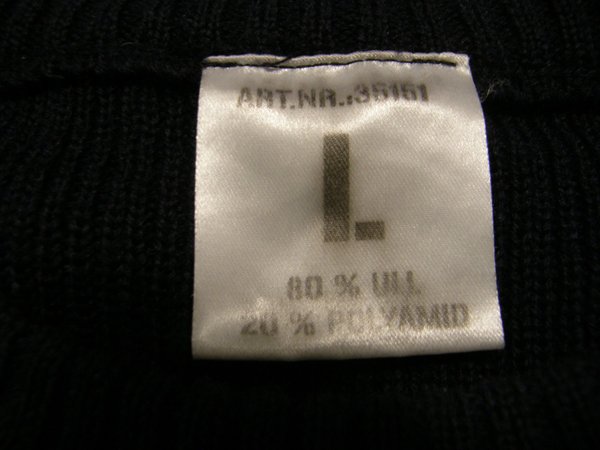 ART.NR.:35151
L
80 % ULL
20 % POLYAMID